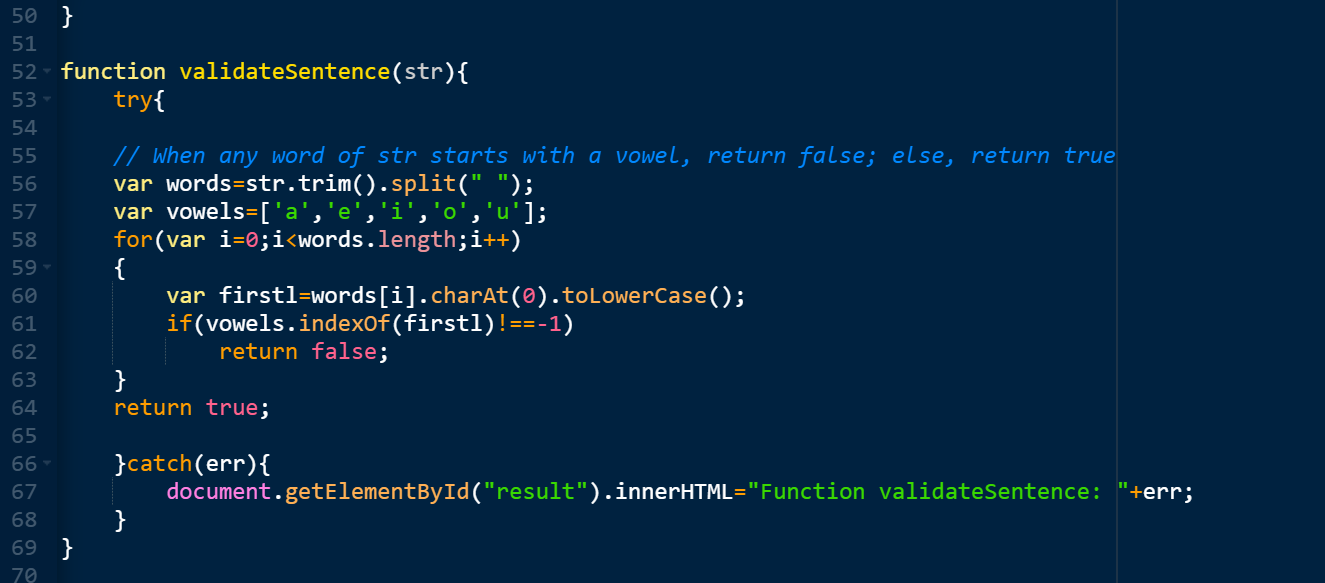 50 }
51
52 function validateSentence(str){
53     try{
54
55     // When any word of str starts with a vowel, return false; else, return true
56     var words=str.trim().split(" ");
57     var vowels=['a','e','i','o','u'];
58     for(var i=0;i<words.length;i++)
59     {
60         var firstl=words[i].charAt(0).toLowerCase();
61         if(vowels.indexOf(firstl)!==-1)
62             return false;
63     }
64     return true;
65
66     }catch(err){
67         document.getElementById("result").innerHTML="Function validateSentence: "+err;
68     }
69 }
70